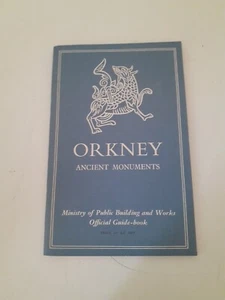 ORKNEY
ANCIENT MONUMENTS
Ministry of Public Building and Works
Official Guide-book